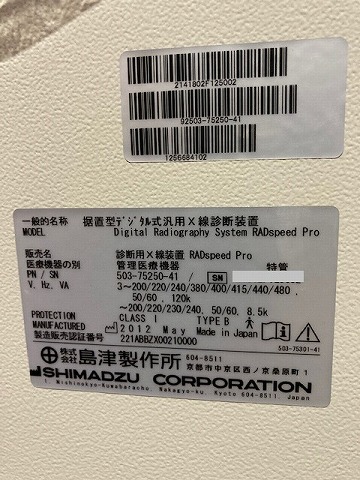 2141802F125002
92503-75250-41
1256684102
一般的名称 据置型デジタル式汎用X線診断装置
MODEL Digital Radiography System RADspeed Pro
販売名 診断用X線装置 RADspeed Pro
医療機器の別 管理医療機器 特管
PN / SN 503-75250-41 / SN
V, Hz, VA 3~200/220/240/380/400/415/440/480,
50/60, 120k
~200/220/230/240, 50/60, 8.5k
PROTECTION CLASS I TYPE B
MANUFACTURED 2012 May Made in Japan
製造販売認証番号 221ABBZX00210000
株式会社 島津製作所 604-8511 京都市中京区西ノ京桑原町1
503-75301-41
SHIMADZU CORPORATION
1, Nishinokyo-Kuwabaracho, Nakagyo-ku, Kyoto 604-8511, Japan